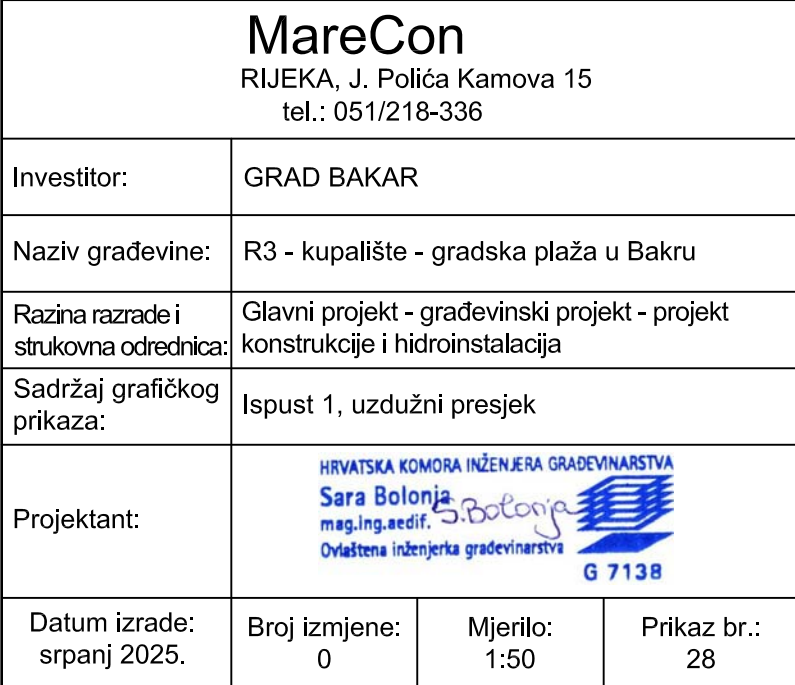 MareCon
RIJEKA, J. Polića Kamova 15
tel.: 051/218-336
Investitor:
GRAD BAKAR
Naziv građevine:
R3 - kupalište - gradska plaža u Bakru
Razina razrade i
strukovna odrednica:
Glavni projekt - građevinski projekt - projekt
konstrukcije i hidroinstalacija
Sadržaj grafičkog
prikaza:
Ispust 1, uzdužni presjek
Projektant:
HRVATSKA KOMORA INŽENJERA GRAĐEVINARSTVA
Sara Bolonja
mag.ing.aedif.
S.Bolonja
Ovlaštena inženjerka građevinarstva
G 7138
Datum izrade:
srpanj 2025.
Broj izmjene:
0
Mjerilo:
1:50
Prikaz br.:
28